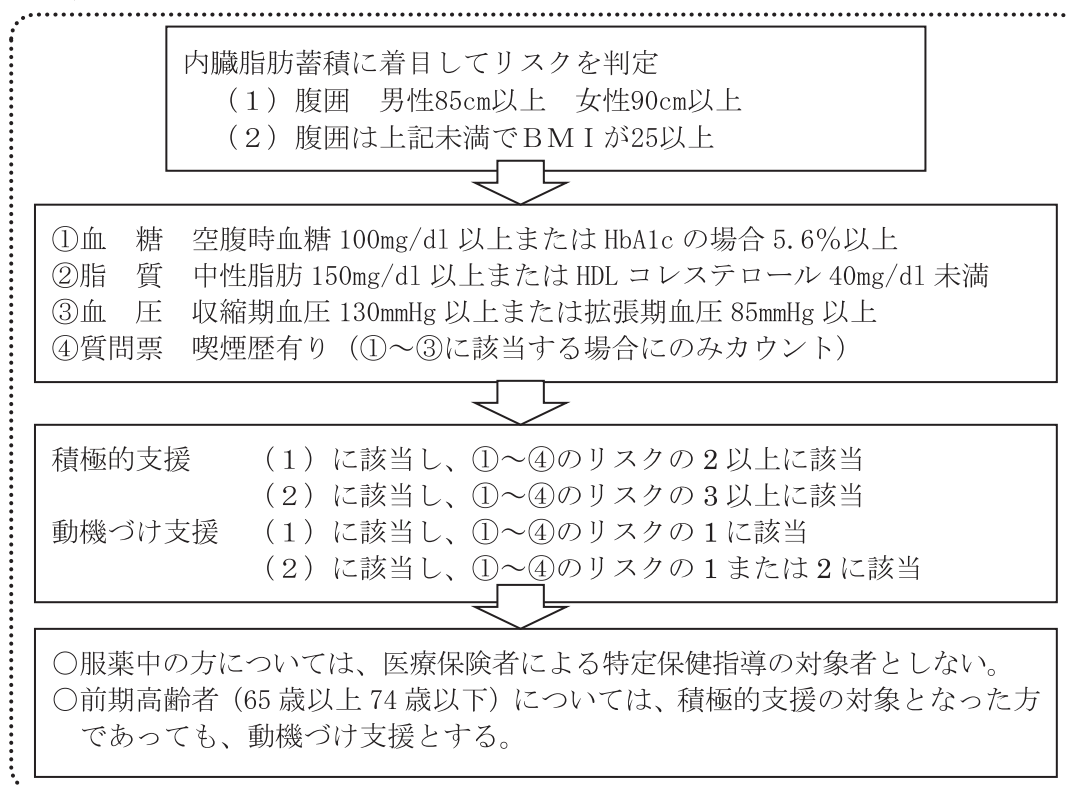 内臓脂肪蓄積に着目してリスクを判定
（１）腹囲　男性85cm以上　女性90cm以上
（２）腹囲は上記未満でＢＭＩが25以上
①血　糖　空腹時血糖 100mg/dl 以上または HbA1c の場合 5.6%以上
②脂　質　中性脂肪 150mg/dl 以上または HDL コレステロール 40mg/dl 未満
③血　圧　収縮期血圧 130mmHg 以上または拡張期血圧 85mmHg 以上
④質問票　喫煙歴有り（①～③に該当する場合にのみカウント）
積極的支援　　（１）に該当し、①～④のリスクの２以上に該当
（２）に該当し、①～④のリスクの３以上に該当
動機づけ支援　（１）に該当し、①～④のリスクの１に該当
（２）に該当し、①～④のリスクの１または２に該当
○服薬中の方については、医療保険者による特定保健指導の対象者としない。
○前期高齢者（65 歳以上 74 歳以下）については、積極的支援の対象となった方
であっても、動機づけ支援とする。